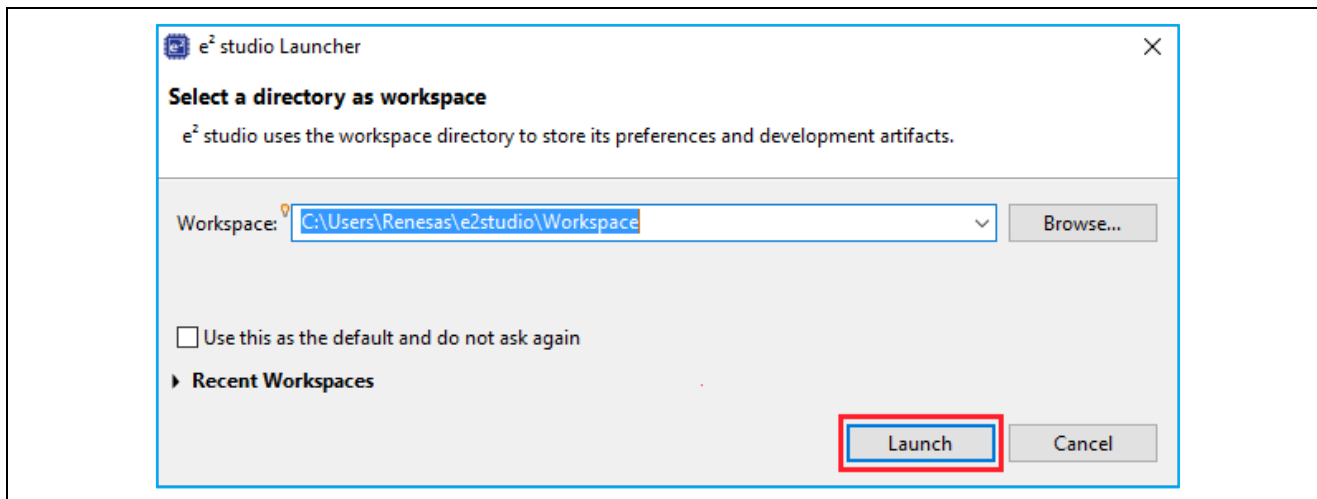 e² studio Launcher
Select a directory as workspace
e² studio uses the workspace directory to store its preferences and development artifacts.
Workspace: C:\Users\Renesas\e2studio\Workspace Browse...
Use this as the default and do not ask again
Recent Workspaces
Launch Cancel